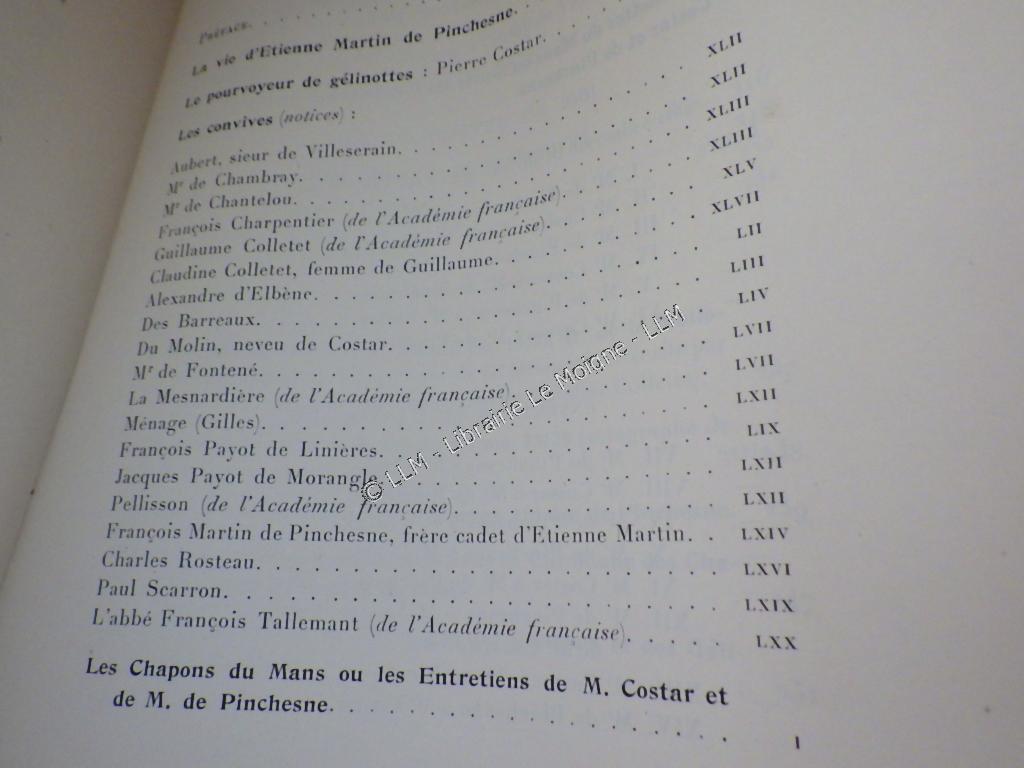 PRÉFACE.
La vie d'Etienne Martin de Pinchesne.
Le pourvoyeur de gélinottes : Pierre Costar.
Les convives (notices) :
Aubert, sieur de Villeserain. XLII
Mr de Chambray. XLII
Mr de Chantelou. XLIII
François Charpentier (de l'Académie française). XLIII
Guillaume Colletet (de l'Académie française). XLV
Claudine Colletet, femme de Guillaume. XLVII
Alexandre d'Elbène. LII
Des Barreaux. LIII
Du Molin, neveu de Costar. LIV
Mr de Fontené. LVII
La Mesnardière (de l'Académie française). LVII
Ménage (Gilles). LXII
François Payot de Linières. LIX
Jacques Payot de Morangle. LXII
Pellisson (de l'Académie française). LXII
François Martin de Pinchesne, frère cadet d'Etienne Martin. LXIV
Charles Rosteau. LXVI
Paul Scarron. LXIX
L'abbé François Tallemant (de l'Académie française). LXX
Les Chapons du Mans ou les Entretiens de M. Costar et
de M. de Pinchesne. I
© LLM - Librairie Le Moigne - LLM